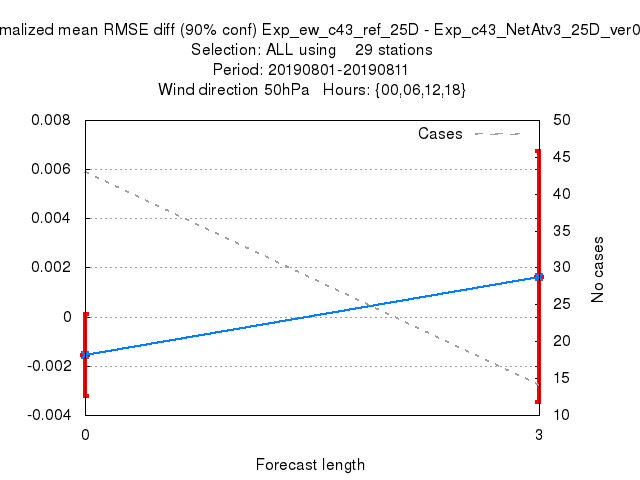 malized mean RMSE diff (90% conf) Exp_ew_c43_ref_25D - Exp_c43_NetAtv3_25D_ver0
Selection: ALL using 29 stations
Period: 20190801-20190811
Wind direction 50hPa Hours: {00,06,12,18}
Cases
0.008
0.006
0.004
0.002
0
-0.002
-0.004
50
45
40
35
30
25
20
15
10
No cases
0 3
Forecast length